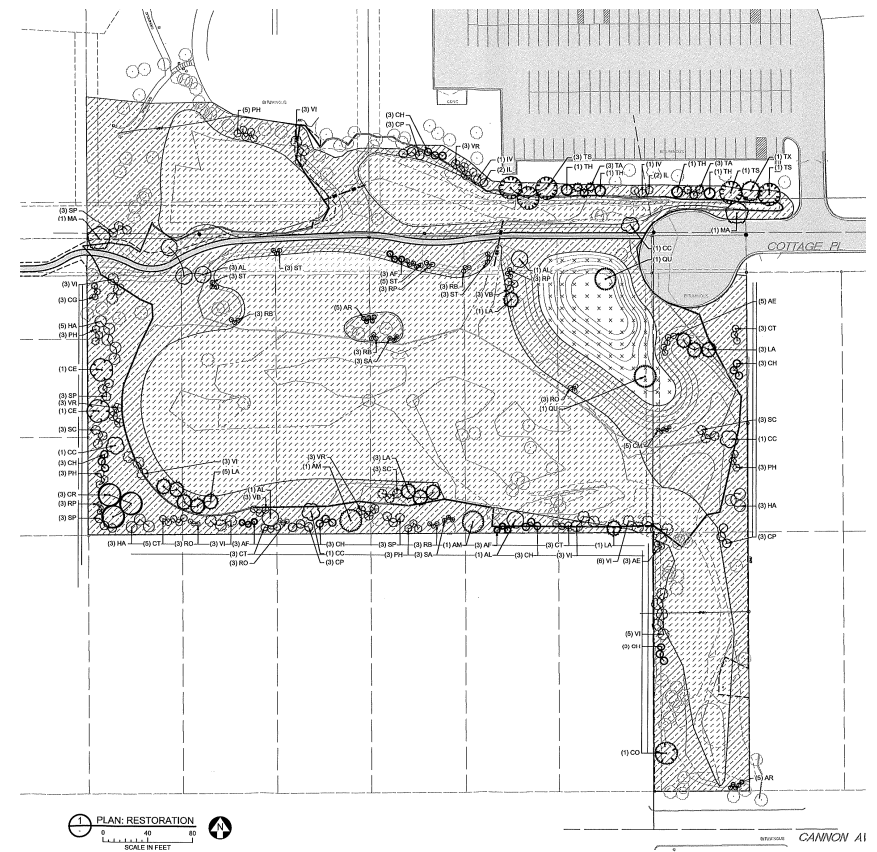 BITUMINOUS
(5) PH
(3) VI
CONC
(3) CH
(3) CP
(3) VR
(1) IV
(2) IL
(3) TS
(1) TH
(3) TA
(1) TH
BITUMINOUS
(1) IV
(2) IL
(1) TH
(3) TA
(1) TH
(1) TX
(1) TS
(1) TS
(3) SP
(1) MA
(1) MA
COTTAGE PL
(1) CC
(1) QU
BITUMINOUS
(3) AL
(3) ST
(3) ST
(3) AF
(5) ST
(3) RP
(3) RB
(3) ST
(1) AL
(3) RP
(3) VB
(1) LA
(3) VI
(3) CG
(3) RB
(5) AR
(3) RB
(3) SA
(5) AE
(3) CT
(3) LA
(3) CH
(5) HA
(3) PH
(1) CE
(3) SP
(3) VR
(1) CE
(3) SC
(3) RO
(1) QU
(5) CM
(3) SC
(1) CC
(1) CC
(3) CH
(3) PH
(3) VI
(5) LA
(3) VR
(1) AM
(3) LA
(3) SC
(3) PH
(3) CR
(3) RP
(3) SP
(1) AL
(3) VB
(3) HA
(3) CP
(3) HA
(5) CT
(3) RO
(3) VI
(3) AF
(3) CH
(3) SP
(3) RB
(1) AM
(3) AF
(3) CT
(1) LA
(3) CT
(1) CC
(3) PH
(3) SA
(1) AL
(3) CH
(3) VI
(6) VI
(3) AE
(3) RO
(3) CP
(5) VI
(3) CH
(1) CO
(5) AR
1
PLAN: RESTORATION
N
0 40 80
SCALE IN FEET
BITUMINOUS
CANNON AV